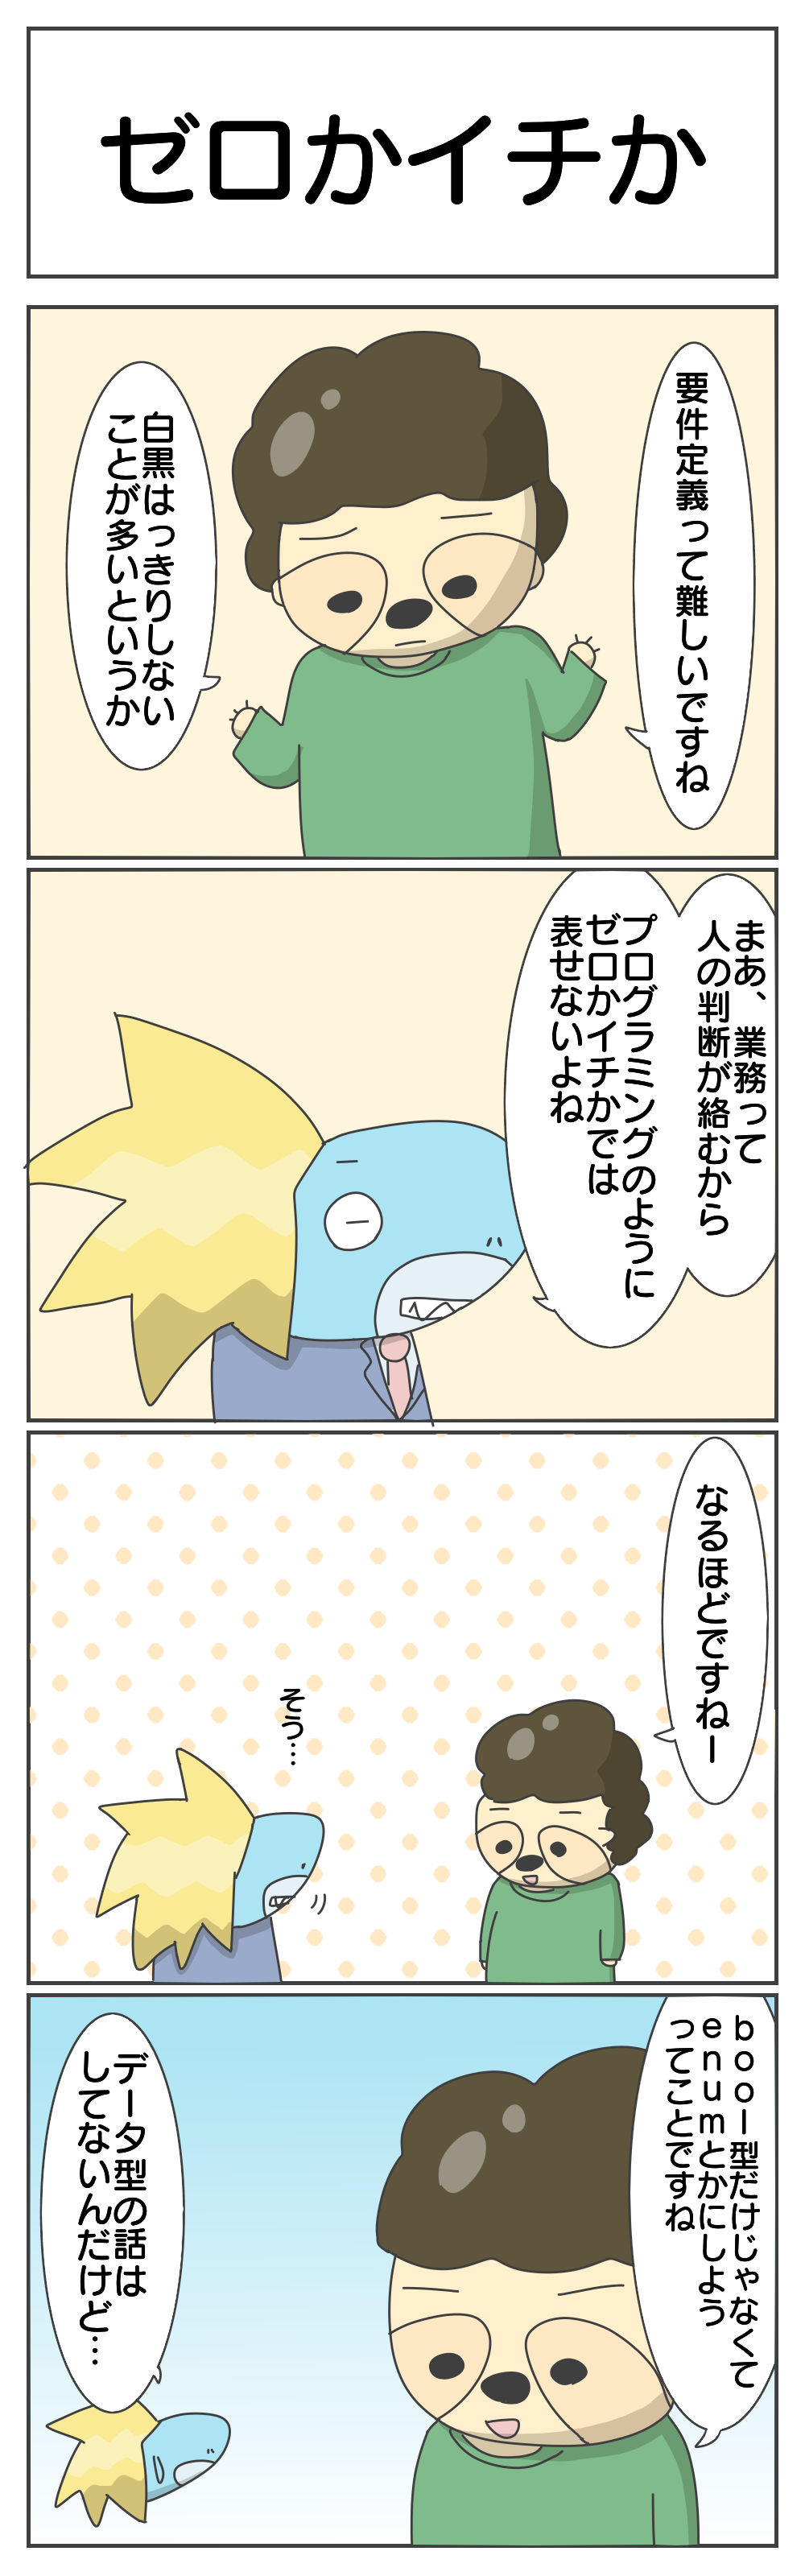 ゼロかイチか
要件定義って難しいですね
白黒はっきりしない
ことが多いというか
まあ、業務って
人の判断が絡むから
プログラミングのように
ゼロかイチかでは
表せないよね
なるほどですねー
そう…
bool型だけじゃなくて
enumとかにしよう
ってことですね
データ型の話は
してないんだけど…